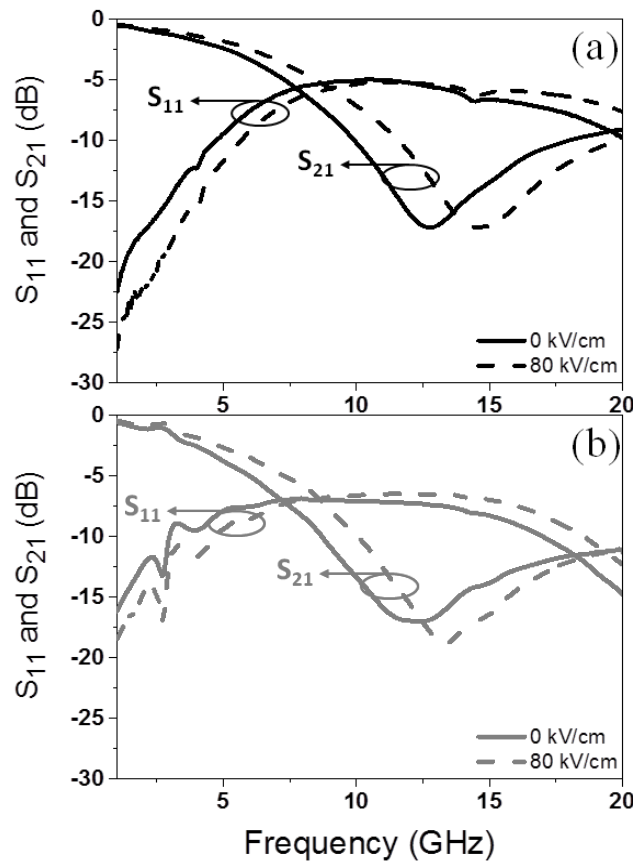 (a)
S11 and S21 (dB)
0
-5
-10
-15
-20
-25
-30
S11
S21
0 kV/cm
80 kV/cm
5
10
15
20
(b)
S11 and S21 (dB)
0
-5
-10
-15
-20
-25
-30
S11
S21
0 kV/cm
80 kV/cm
5
10
15
20
Frequency (GHz)